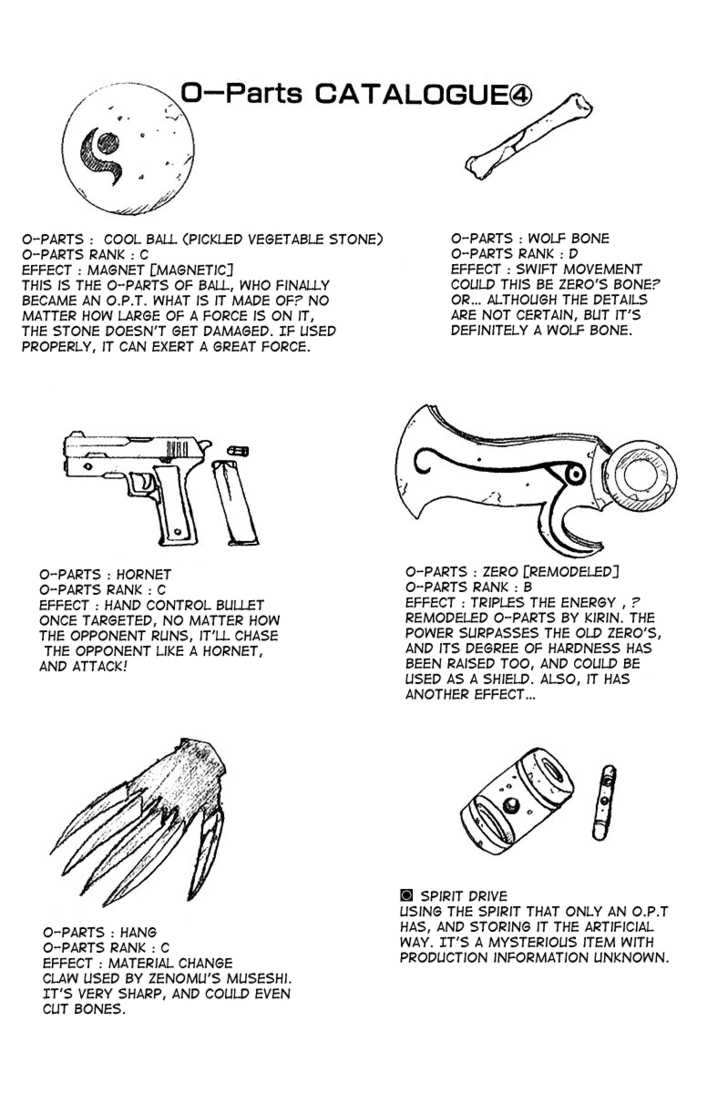 O-Parts CATALOGUE④
O-PARTS : COOL BALL (PICKLED VEGETABLE STONE)
O-PARTS RANK : C
EFFECT : MAGNET [MAGNETIC]
THIS IS THE O-PARTS OF BALL, WHO FINALLY
BECAME AN O.P.T. WHAT IS IT MADE OF? NO
MATTER HOW LARGE OF A FORCE IS ON IT,
THE STONE DOESN'T GET DAMAGED. IF USED
PROPERLY, IT CAN EXERT A GREAT FORCE.
O-PARTS : WOLF BONE
O-PARTS RANK : D
EFFECT : SWIFT MOVEMENT
COULD THIS BE ZERO'S BONE?
OR... ALTHOUGH THE DETAILS
ARE NOT CERTAIN, BUT IT'S
DEFINITELY A WOLF BONE.
O-PARTS : HORNET
O-PARTS RANK : C
EFFECT : HAND CONTROL BULLET
ONCE TARGETED, NO MATTER HOW
THE OPPONENT RUNS, IT'LL CHASE
THE OPPONENT LIKE A HORNET,
AND ATTACK!
O-PARTS : ZERO [REMODELED]
O-PARTS RANK : B
EFFECT : TRIPLES THE ENERGY , ?
REMODELED O-PARTS BY KIRIN. THE
POWER SURPASSES THE OLD ZERO'S,
AND ITS DEGREE OF HARDNESS HAS
BEEN RAISED TOO, AND COULD BE
USED AS A SHIELD. ALSO, IT HAS
ANOTHER EFFECT...
O-PARTS : HANG
O-PARTS RANK : C
EFFECT : MATERIAL CHANGE
CLAW USED BY ZENOMU'S MUSESHI.
IT'S VERY SHARP, AND COULD EVEN
CUT BONES.
SPIRIT DRIVE
USING THE SPIRIT THAT ONLY AN O.P.T
HAS, AND STORING IT THE ARTIFICIAL
WAY. IT'S A MYSTERIOUS ITEM WITH
PRODUCTION INFORMATION UNKNOWN.